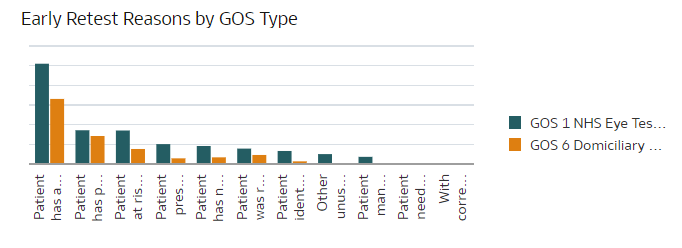 Early Retest Reasons by GOS Type
GOS 1 NHS Eye Tes...
GOS 6 Domiciliary ...
Patient
has a...
Patient
has p...
Patient
at ris...
Patient
pres...
Patient
has n...
Patient
was r...
Patient
ident...
Other
unus...
Patient
man...
Patient
need...
With
corre...